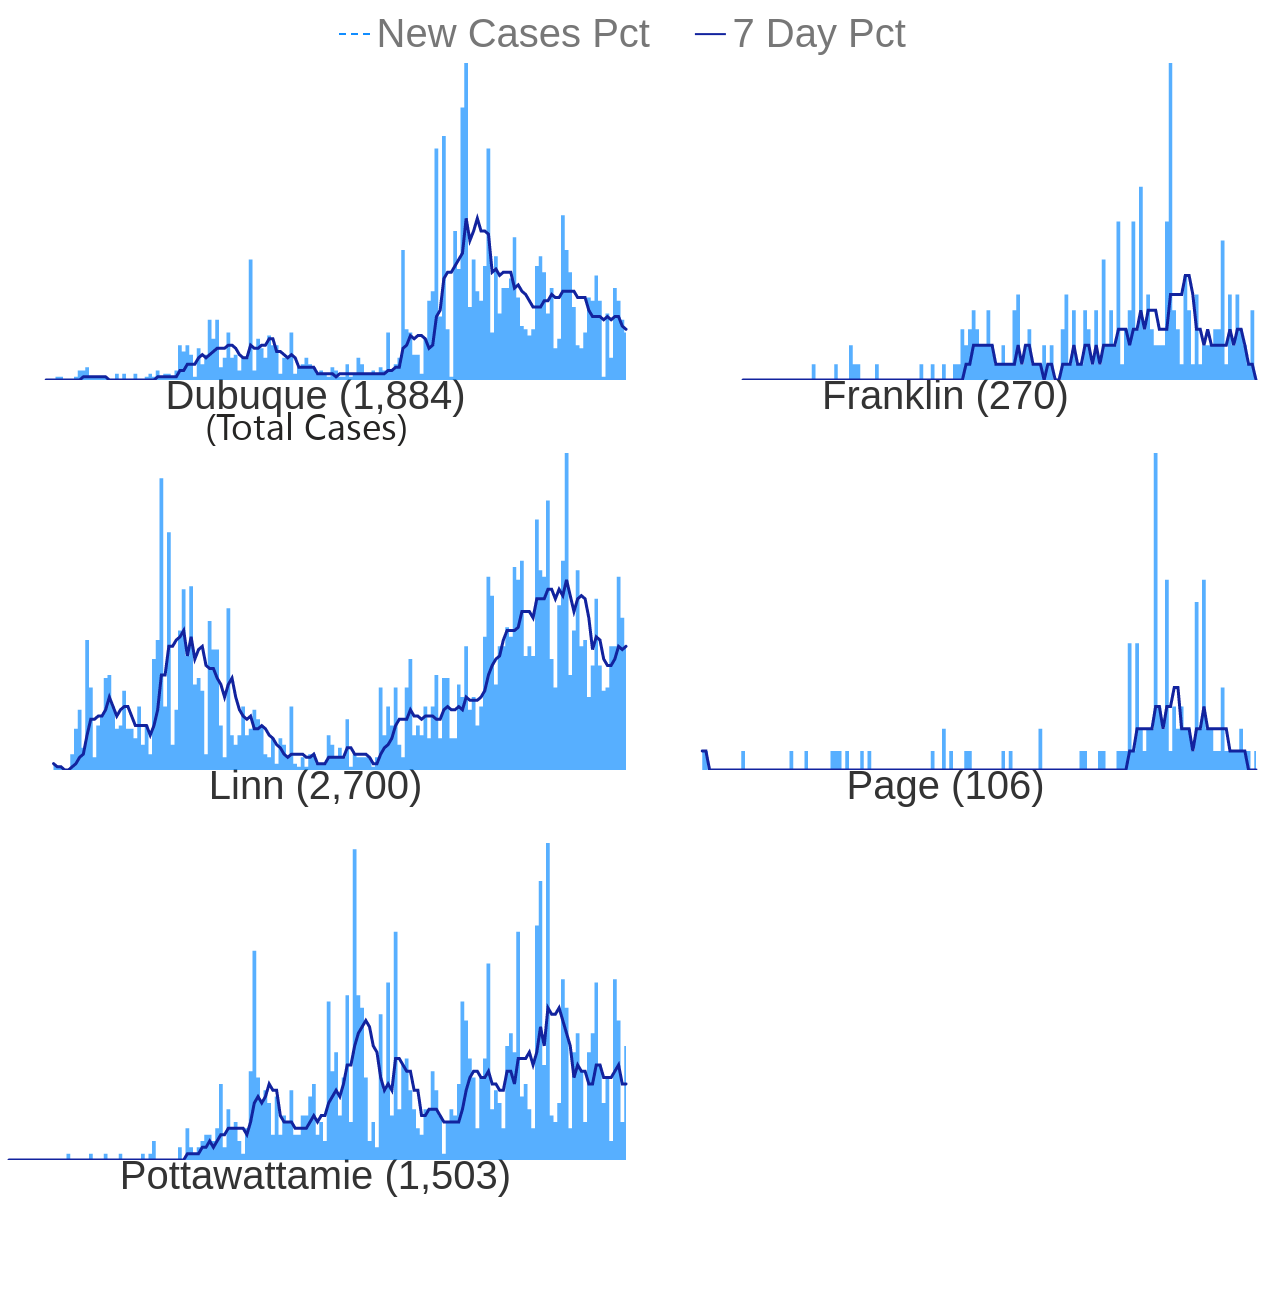 New Cases Pct 7 Day Pct
Dubuque (1,884)
(Total Cases)
Franklin (270)
Linn (2,700)
Page (106)
Pottawattamie (1,503)